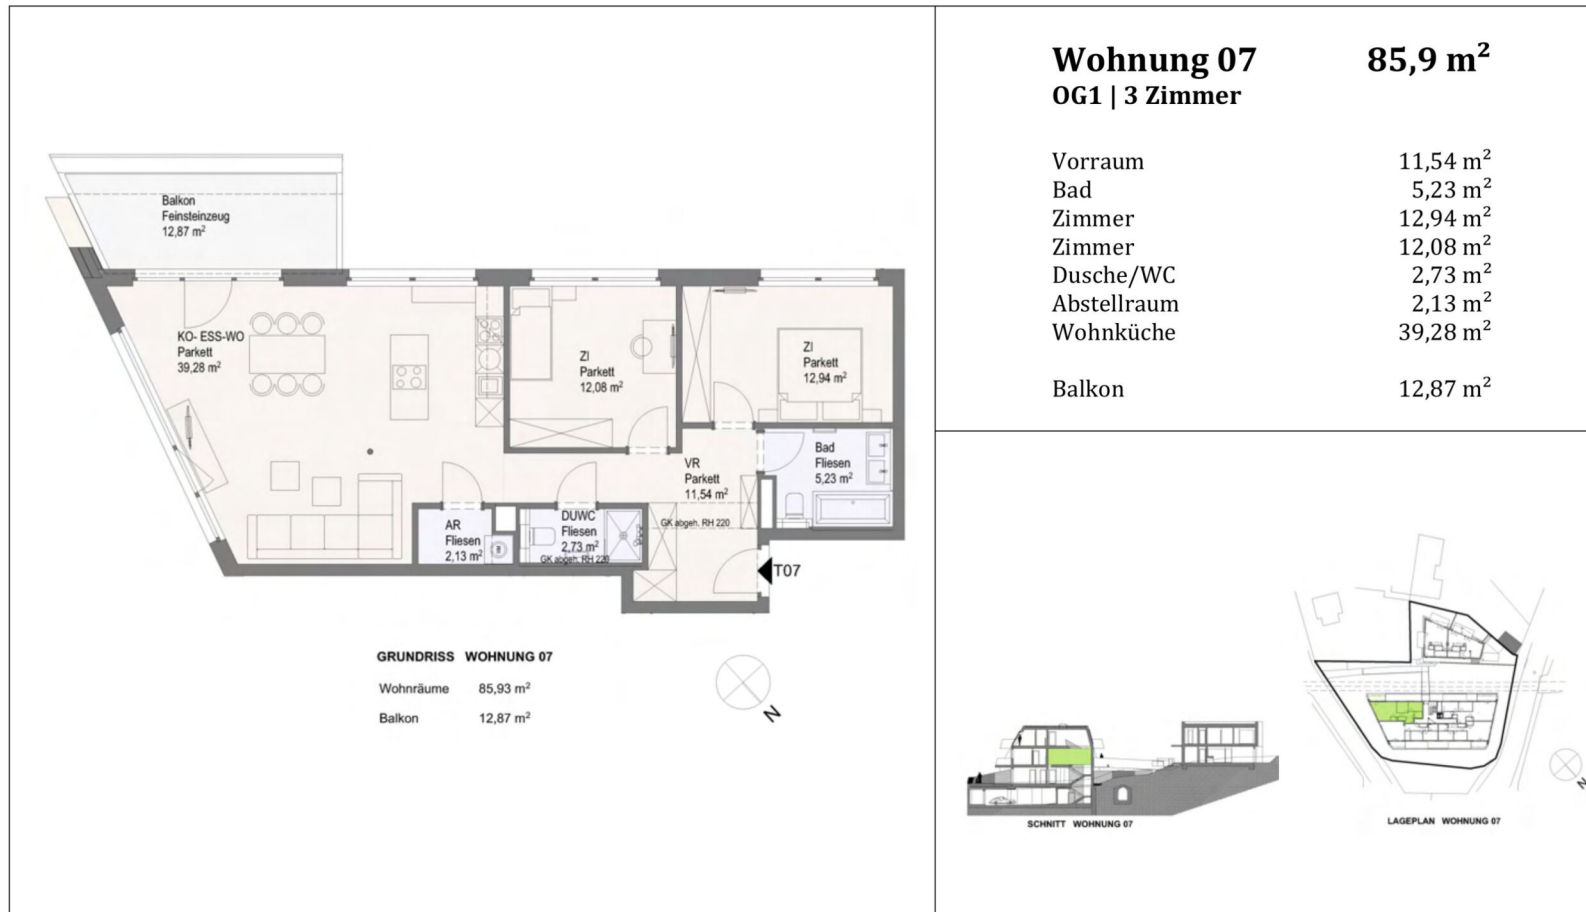 Wohnung 07 85,9 m²
OG1 | 3 Zimmer
Vorraum 11,54 m²
Bad 5,23 m²
Zimmer 12,94 m²
Zimmer 12,08 m²
Dusche/WC 2,73 m²
Abstellraum 2,13 m²
Wohnküche 39,28 m²
Balkon 12,87 m²
Balkon
Feinsteinzeug
12,87 m²
KO- ESS-WO
Parkett
39,28 m²
ZI
Parkett
12,08 m²
ZI
Parkett
12,94 m²
VR
Parkett
11,54 m²
Bad
Fliesen
5,23 m²
GK abgeh. RH 220
AR
Fliesen
2,13 m²
DUWC
Fliesen
2,73 m²
GK abgeh. RH 220
T07
GRUNDRISS WOHNUNG 07
Wohnräume 85,93 m²
Balkon 12,87 m²
N
SCHNITT WOHNUNG 07
LAGEPLAN WOHNUNG 07
N